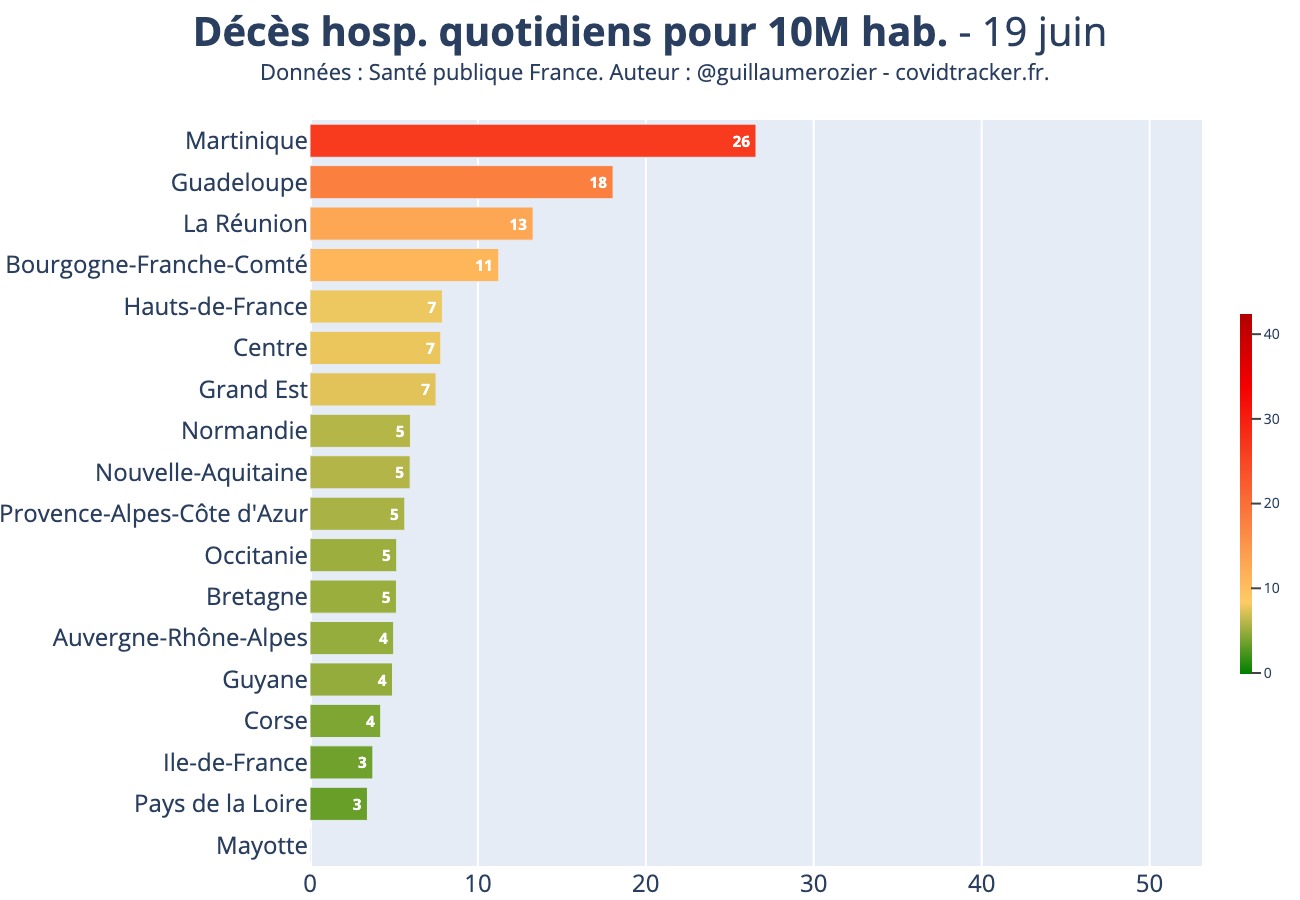 Décès hosp. quotidiens pour 10M hab. - 19 juin
Données : Santé publique France. Auteur : @guillaumerozier - covidtracker.fr.
Martinique 26
Guadeloupe 18
La Réunion 13
Bourgogne-Franche-Comté 11
Hauts-de-France 7
Centre 7
Grand Est 7
Normandie 5
Nouvelle-Aquitaine 5
Provence-Alpes-Côte d'Azur 5
Occitanie 5
Bretagne 5
Auvergne-Rhône-Alpes 4
Guyane 4
Corse 4
Ile-de-France 3
Pays de la Loire 3
Mayotte
0 10 20 30 40 50
40
30
20
10
0